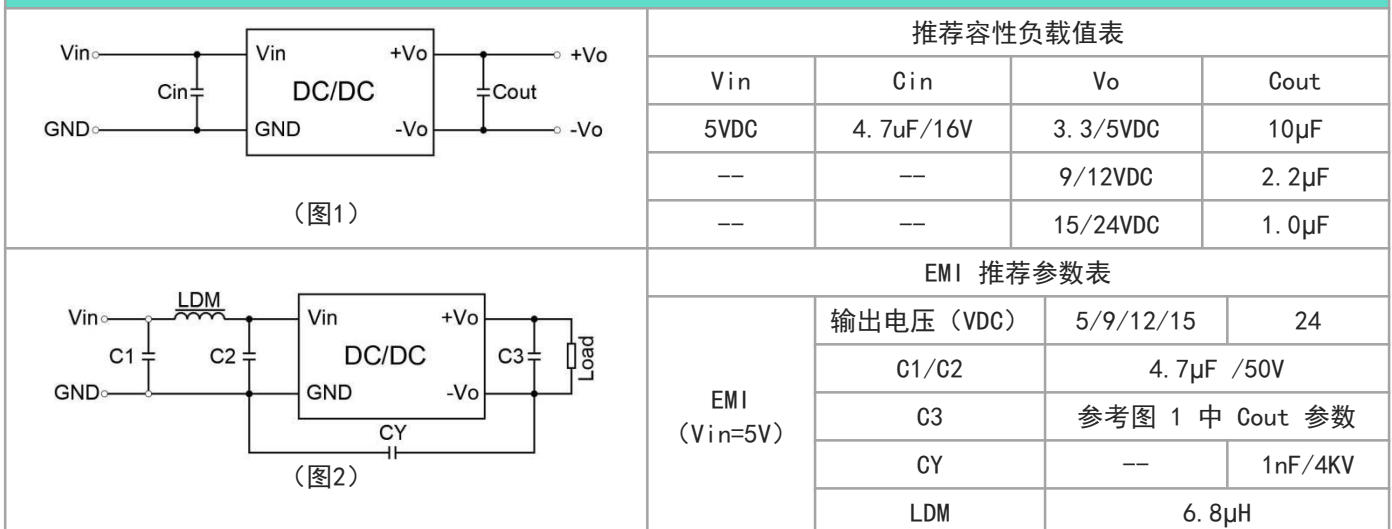 Vin
Vin
+Vo
+Vo
Cin
DC/DC
Cout
GND
GND
-Vo
-Vo
（图1）
推荐容性负载值表
Vin Cin Vo Cout
5VDC 4.7uF/16V 3.3/5VDC 10μF
-- -- 9/12VDC 2.2μF
-- -- 15/24VDC 1.0μF
LDM
Vin
Vin
+Vo
C1
C2
DC/DC
C3
Load
GND
GND
-Vo
CY
（图2）
EMI 推荐参数表
EMI
（Vin=5V）
输出电压（VDC） 5/9/12/15 24
C1/C2 4.7μF /50V
C3 参考图 1 中 Cout 参数
CY -- 1nF/4KV
LDM 6.8μH